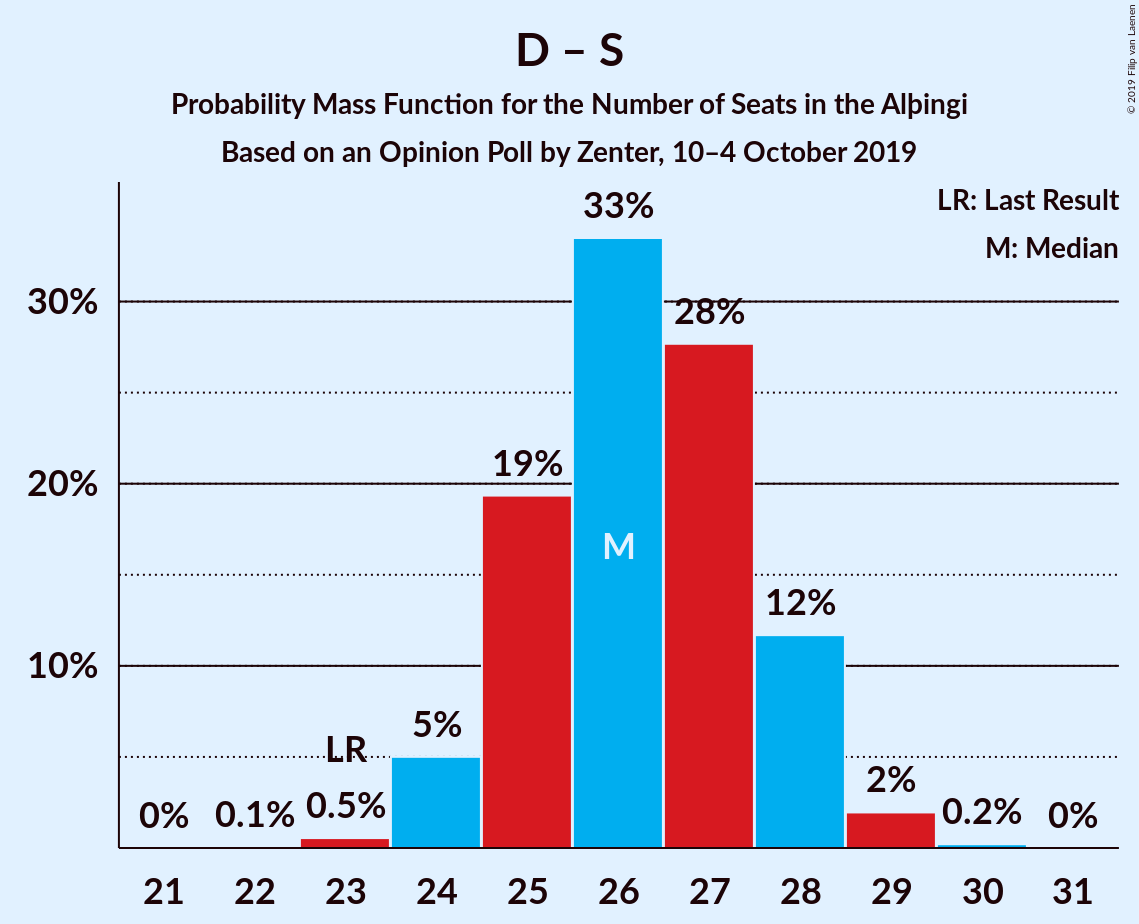 D – S
Probability Mass Function for the Number of Seats in the Alþingi
Based on an Opinion Poll by Zenter, 10–4 October 2019
© 2019 Filip van Laenen
LR: Last Result
M: Median
30%
20%
10%
0%
0.1%
LR
0.5%
5%
19%
33%
M
28%
12%
2%
0.2%
0%
21 22 23 24 25 26 27 28 29 30 31